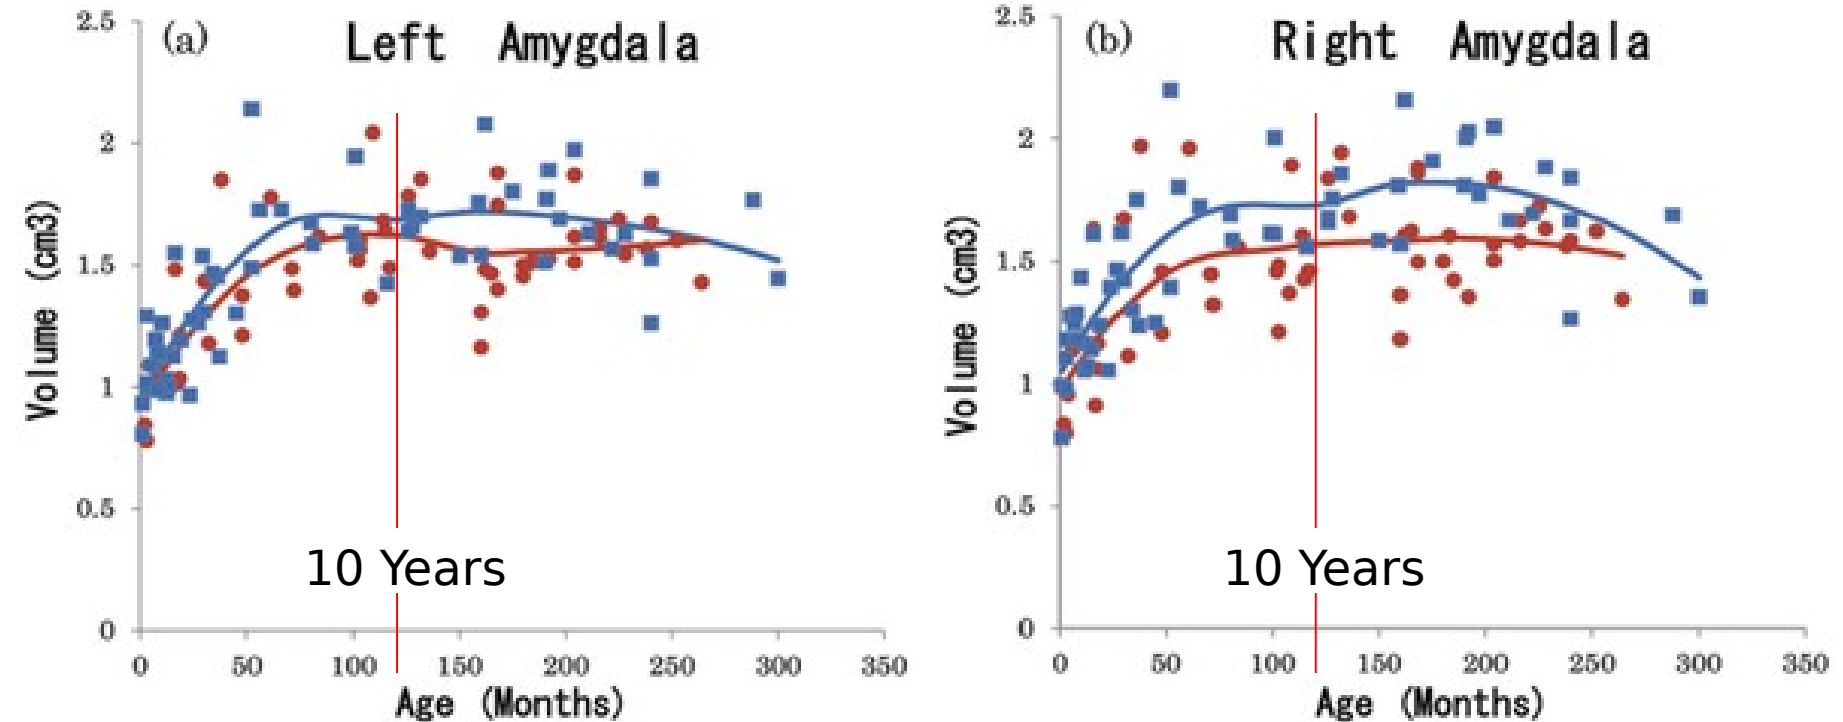 (a) Left Amygdala
2.5
2
1.5
1
0.5
0
Volume (cm3)
10 Years
0 50 100 150 200 250 300 350
Age (Months)
(b) Right Amygdala
2.5
2
1.5
1
0.5
0
Volume (cm3)
10 Years
0 50 100 150 200 250 300 350
Age (Months)